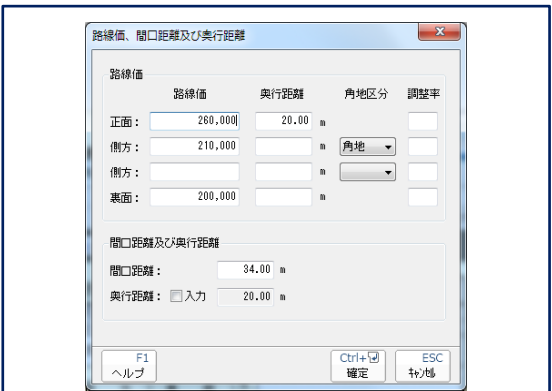 路線価、間口距離及び奥行距離
路線価
路線価 奥行距離 角地区分 調整率
正面： 260,000 20.00 m
側方： 210,000 m 角地
側方： m
裏面： 200,000 m
間口距離及び奥行距離
間口距離： 34.00 m
奥行距離： 入力 20.00 m
F1
ヘルプ
Ctrl+
確定
ESC
ｷｬﾝｾﾙ